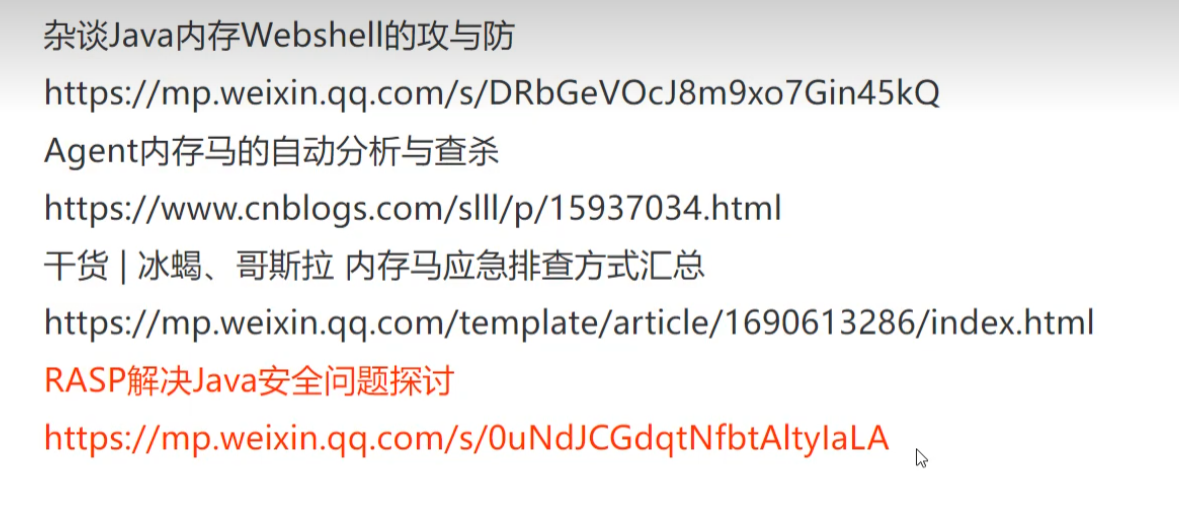 杂谈Java内存Webshell的攻与防
https://mp.weixin.qq.com/s/DRbGeVOcJ8m9xo7Gin45kQ
Agent内存马的自动分析与查杀
https://www.cnblogs.com/slll/p/15937034.html
干货 | 冰蝎、哥斯拉 内存马应急排查方式汇总
https://mp.weixin.qq.com/template/article/1690613286/index.html
RASP解决Java安全问题探讨
https://mp.weixin.qq.com/s/0uNdJCGdqtNfbtAltyIaLA